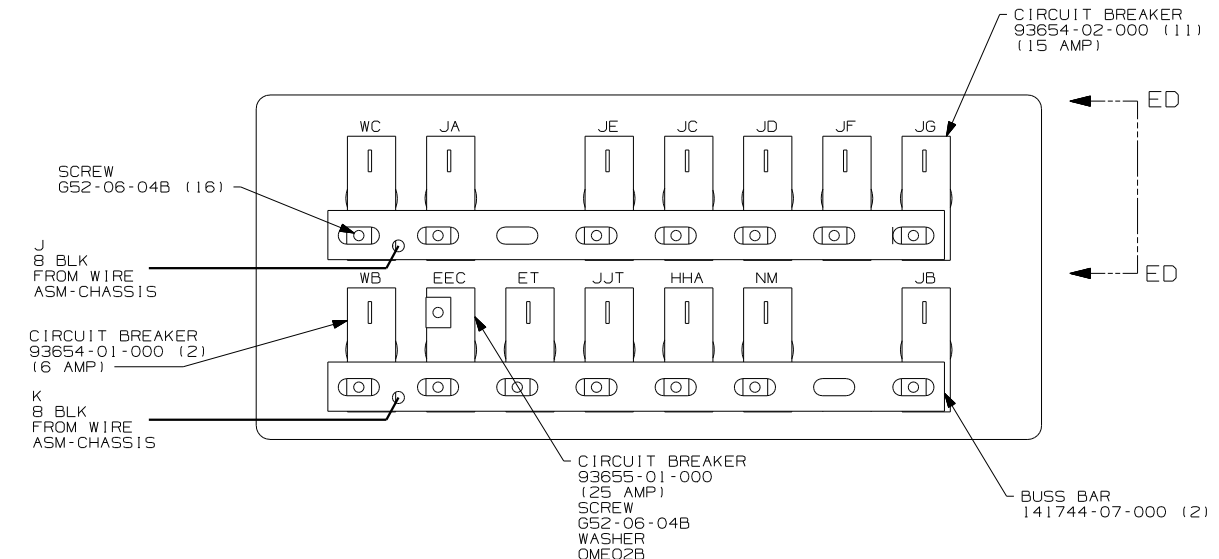 CIRCUIT BREAKER
93654-02-000 (11)
(15 AMP)
ED
WC
JA
JE
JC
JD
JF
JG
SCREW
G52-06-04B (16)
J
8 BLK
FROM WIRE
ASM-CHASSIS
ED
WB
EEC
ET
JJT
HHA
NM
JB
CIRCUIT BREAKER
93654-01-000 (2)
(6 AMP)
K
8 BLK
FROM WIRE
ASM-CHASSIS
CIRCUIT BREAKER
93655-01-000
(25 AMP)
SCREW
G52-06-04B
WASHER
OME02B
BUSS BAR
141744-07-000 (2)